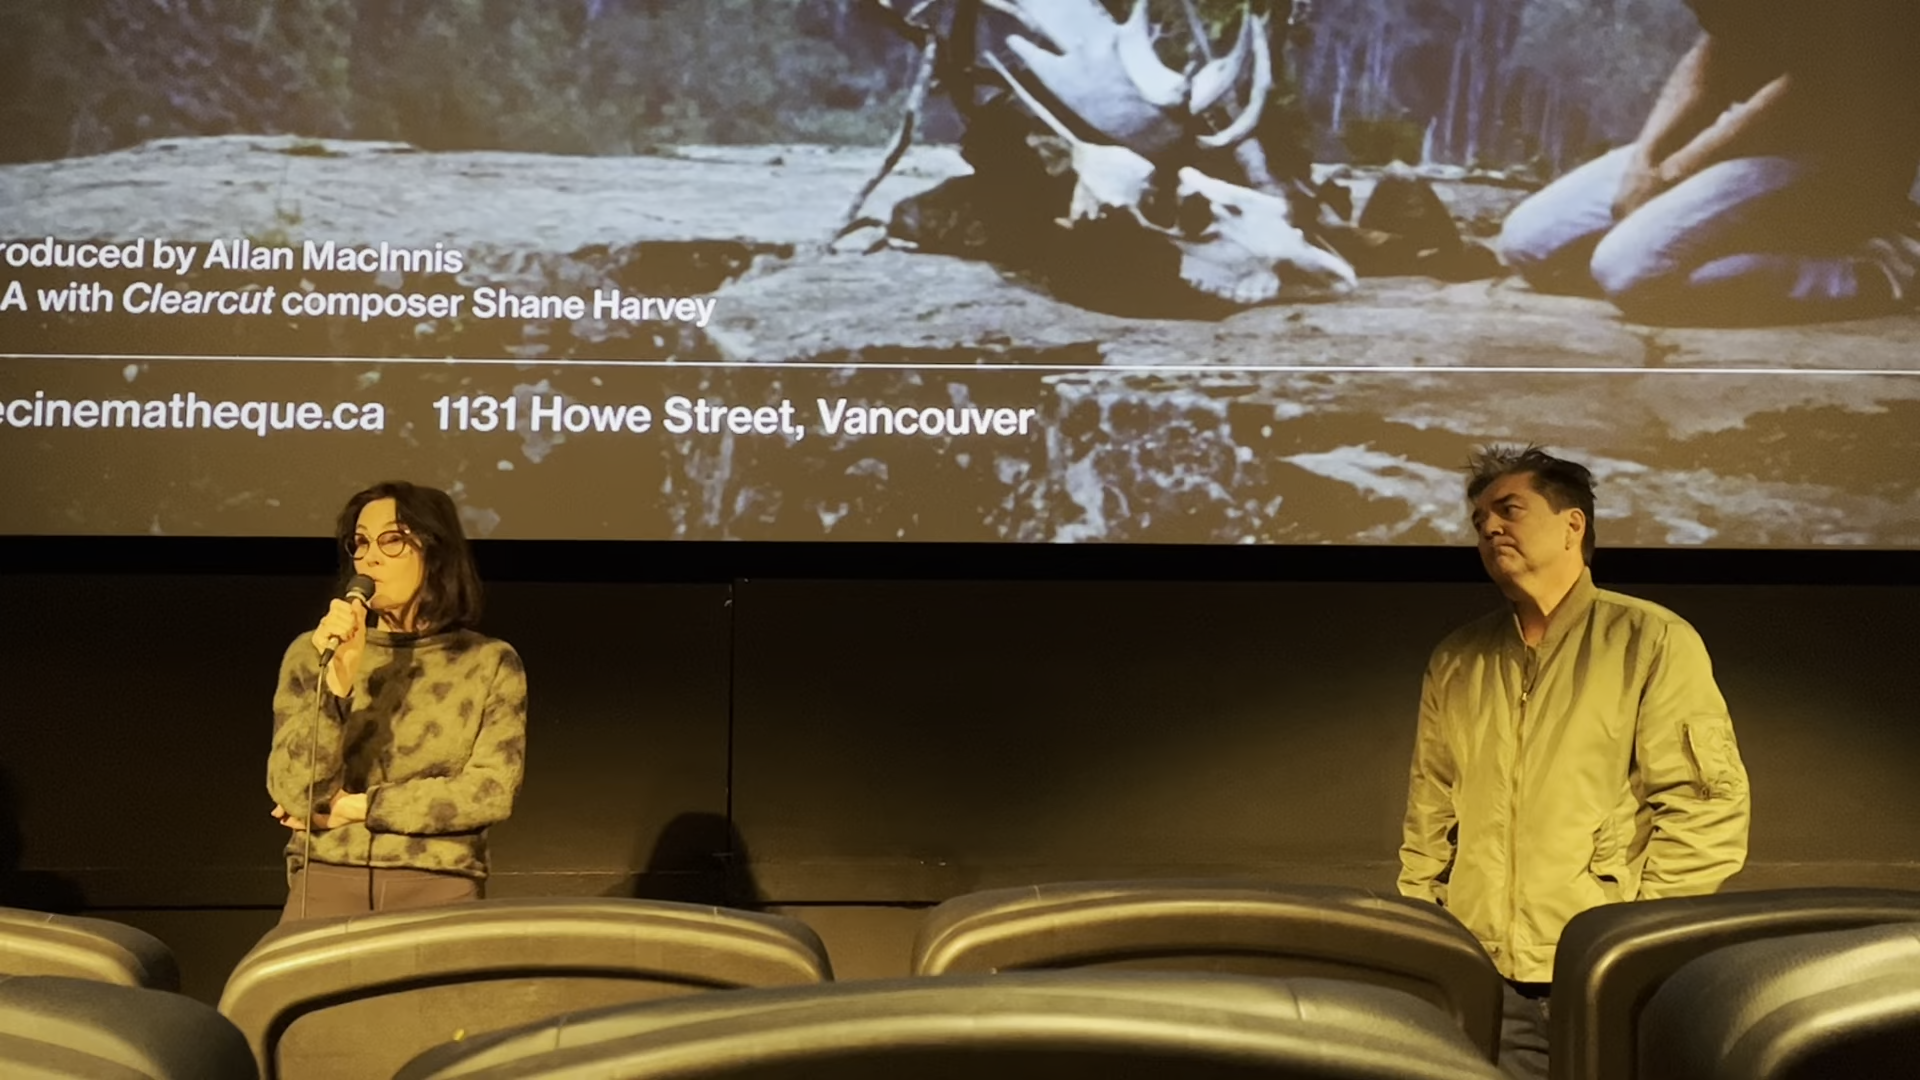 roduced by Allan MacInnis
A with Clearcut composer Shane Harvey
ecinematheque.ca 1131 Howe Street, Vancouver